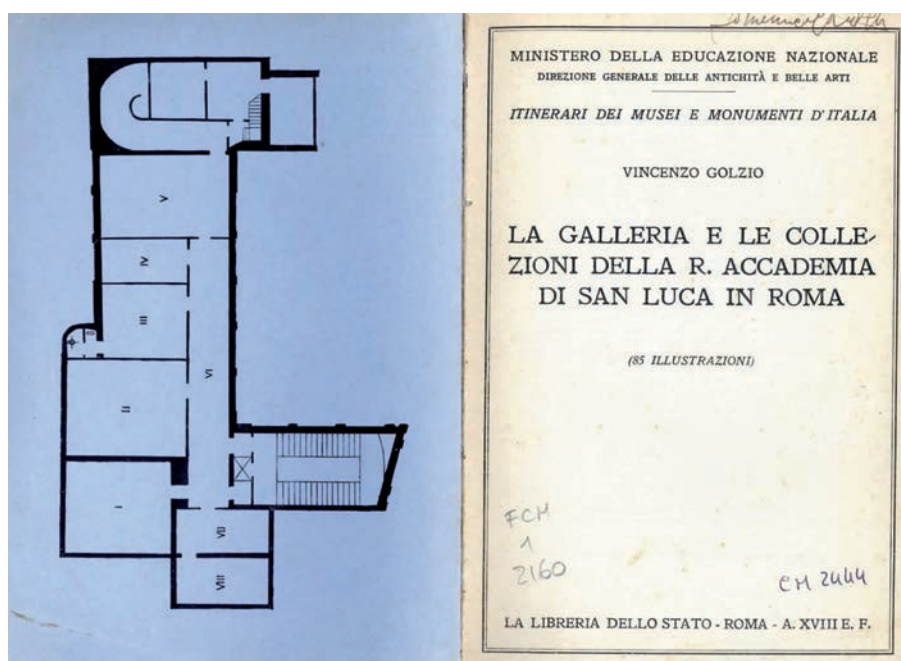 V
IV
III
VI
II
I
VII
VIII
MINISTERO DELLA EDUCAZIONE NAZIONALE
DIREZIONE GENERALE DELLE ANTICHITÀ E BELLE ARTI
ITINERARI DEI MUSEI E MONUMENTI D'ITALIA
VINCENZO GOLZIO
LA GALLERIA E LE COLLE-
ZIONI DELLA R. ACCADEMIA
DI SAN LUCA IN ROMA
(85 ILLUSTRAZIONI)
FCM
1
2160
CM 2444
LA LIBRERIA DELLO STATO - ROMA - A. XVIII E. F.